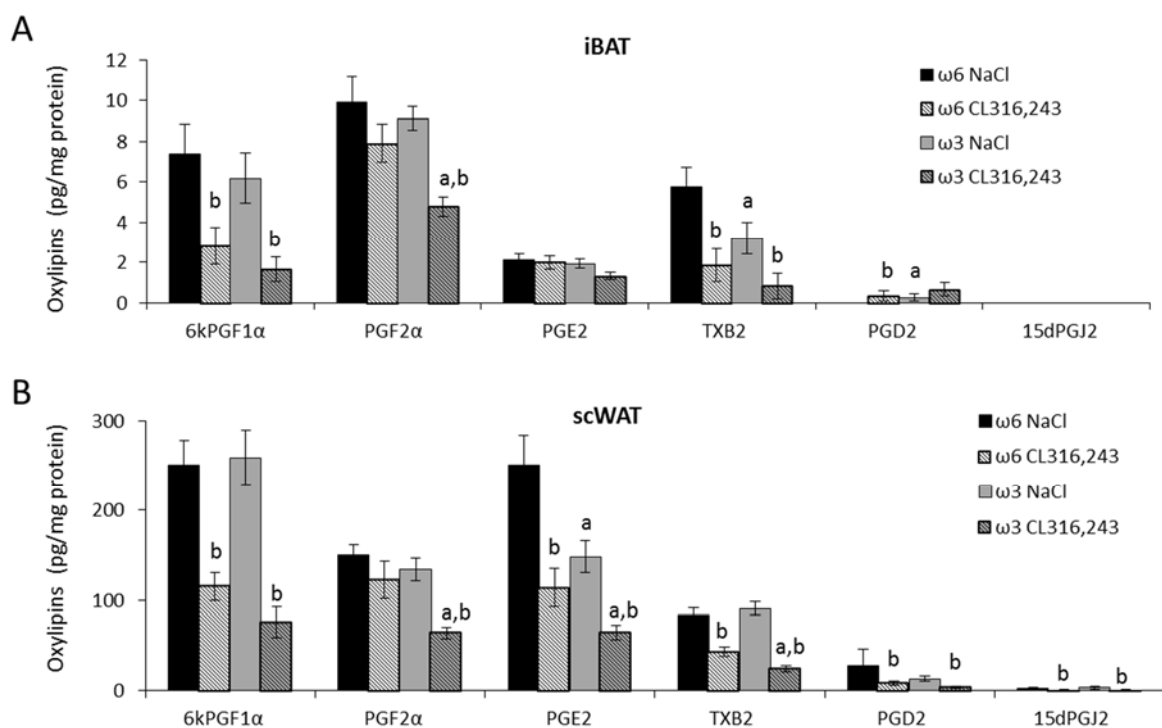 A
iBAT
Oxylipins (pg/mg protein)
12
10
8
6
4
2
0
ω6 NaCl
ω6 CL316,243
ω3 NaCl
ω3 CL316,243
b
b
a,b
b
a
b
b
a
6kPGF1α
PGF2α
PGE2
TXB2
PGD2
15dPGJ2
B
scWAT
Oxylipins (pg/mg protein)
300
200
100
0
ω6 NaCl
ω6 CL316,243
ω3 NaCl
ω3 CL316,243
b
b
a,b
b
a
a,b
b
a,b
b
b
b
b
6kPGF1α
PGF2α
PGE2
TXB2
PGD2
15dPGJ2